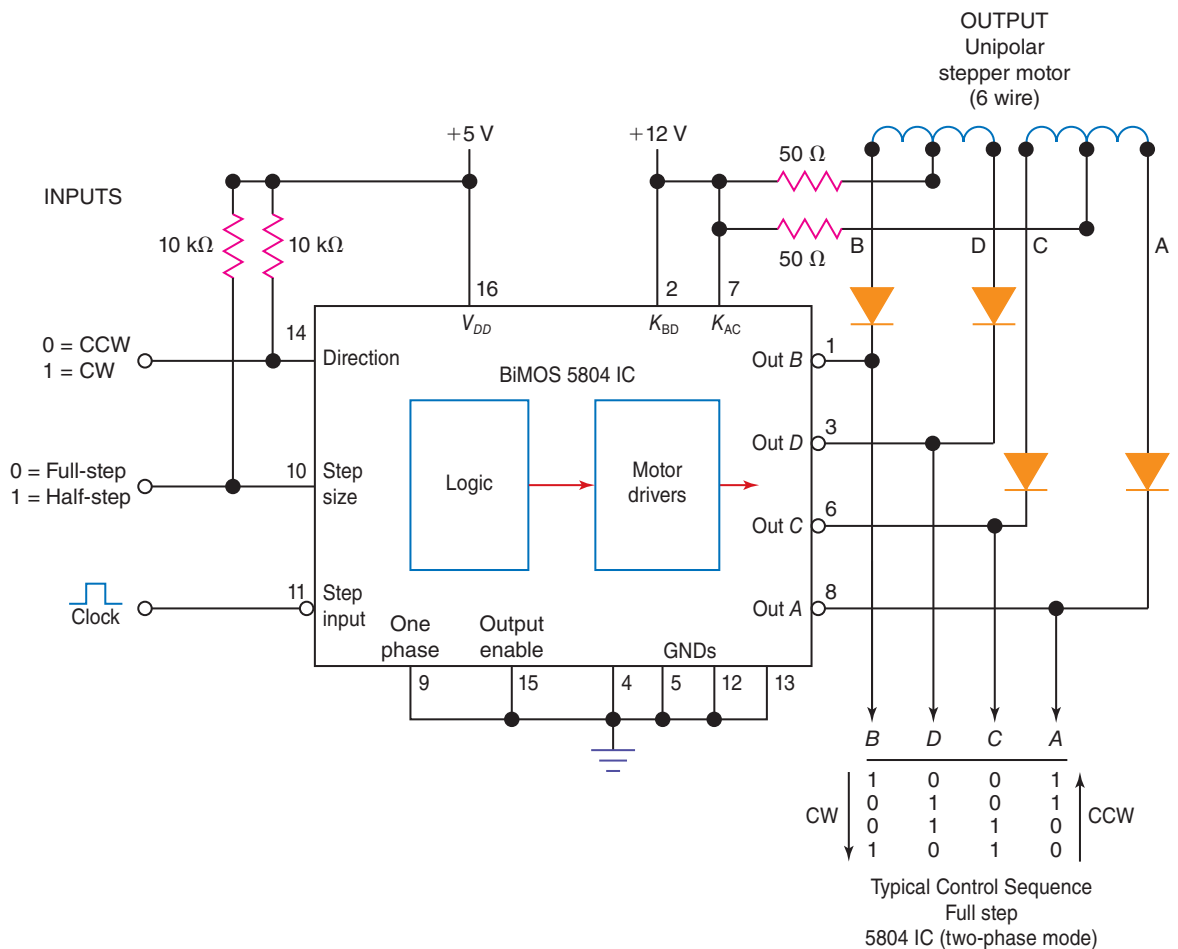 OUTPUT
Unipolar
stepper motor
(6 wire)
+5 V
+12 V
50 Ω
INPUTS
10 kΩ
10 kΩ
50 Ω
B
D
C
A
16
2
7
V_DD
K_BD
K_AC
0 = CCW
1 = CW
14
Direction
BiMOS 5804 IC
Out B
1
Out D
3
0 = Full-step
1 = Half-step
10
Step
size
Logic
Motor
drivers
Out C
6
Clock
11
Step
input
Out A
8
One
phase
Output
enable
GNDs
9
15
4
5
12
13
B D C A
1 0 0 1
0 1 0 1
0 1 1 0
1 0 1 0
CW
CCW
Typical Control Sequence
Full step
5804 IC (two-phase mode)